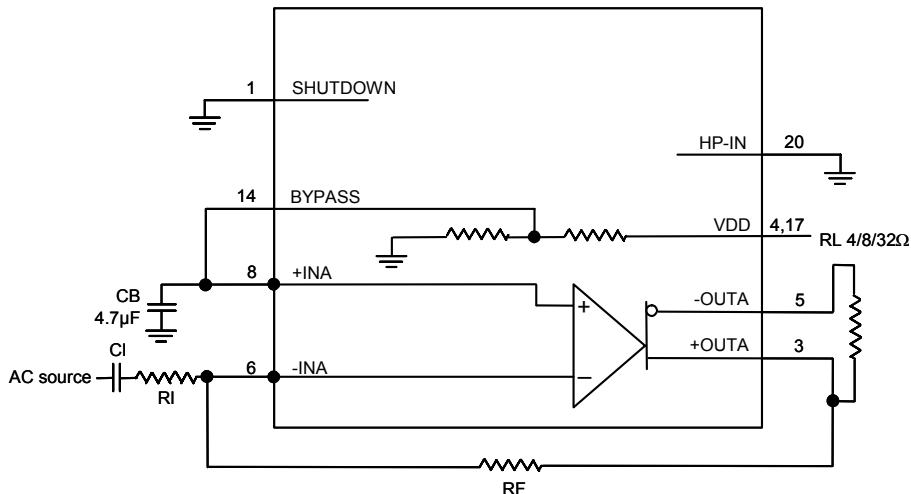 1 SHUTDOWN
HP-IN 20
14 BYPASS
VDD 4,17
RL 4/8/32Ω
8 +INA
CB
4.7µF
-OUTA 5
+
+OUTA 3
CI
AC source
6 -INA
−
RI
RF